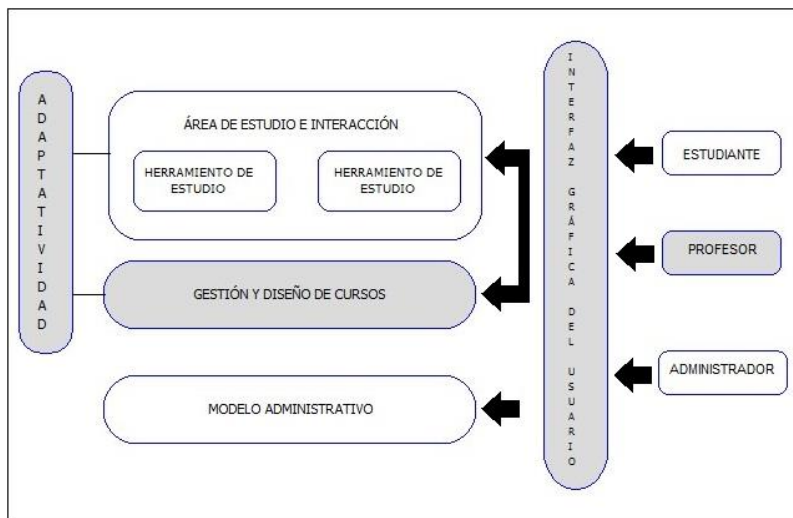 ADAPTATIVIDAD
ÁREA DE ESTUDIO E INTERACCIÓN
HERRAMIENTO DE
ESTUDIO
HERRAMIENTO DE
ESTUDIO
GESTIÓN Y DISEÑO DE CURSOS
MODELO ADMINISTRATIVO
INTERFAZ GRÁFICA DEL USUARIO
ESTUDIANTE
PROFESOR
ADMINISTRADOR